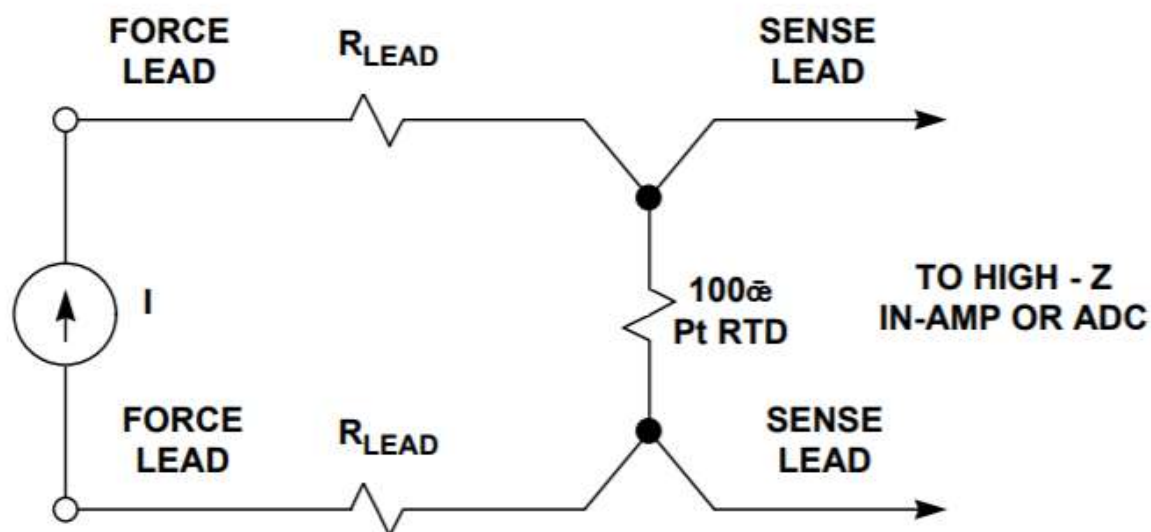 FORCE
LEAD
RLEAD
SENSE
LEAD
I
100
Pt RTD
TO HIGH - Z
IN-AMP OR ADC
FORCE
LEAD
RLEAD
SENSE
LEAD